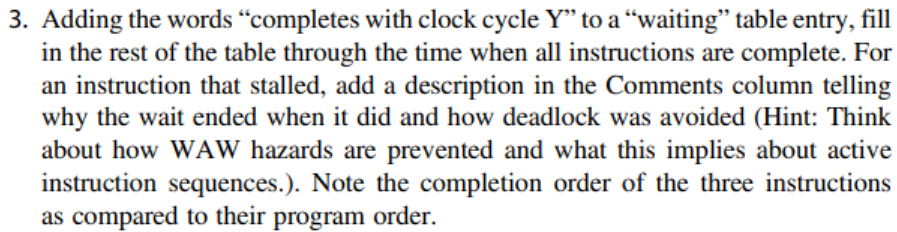 3. Adding the words “completes with clock cycle Y” to a “waiting” table entry, fill
in the rest of the table through the time when all instructions are complete. For
an instruction that stalled, add a description in the Comments column telling
why the wait ended when it did and how deadlock was avoided (Hint: Think
about how WAW hazards are prevented and what this implies about active
instruction sequences.). Note the completion order of the three instructions
as compared to their program order.